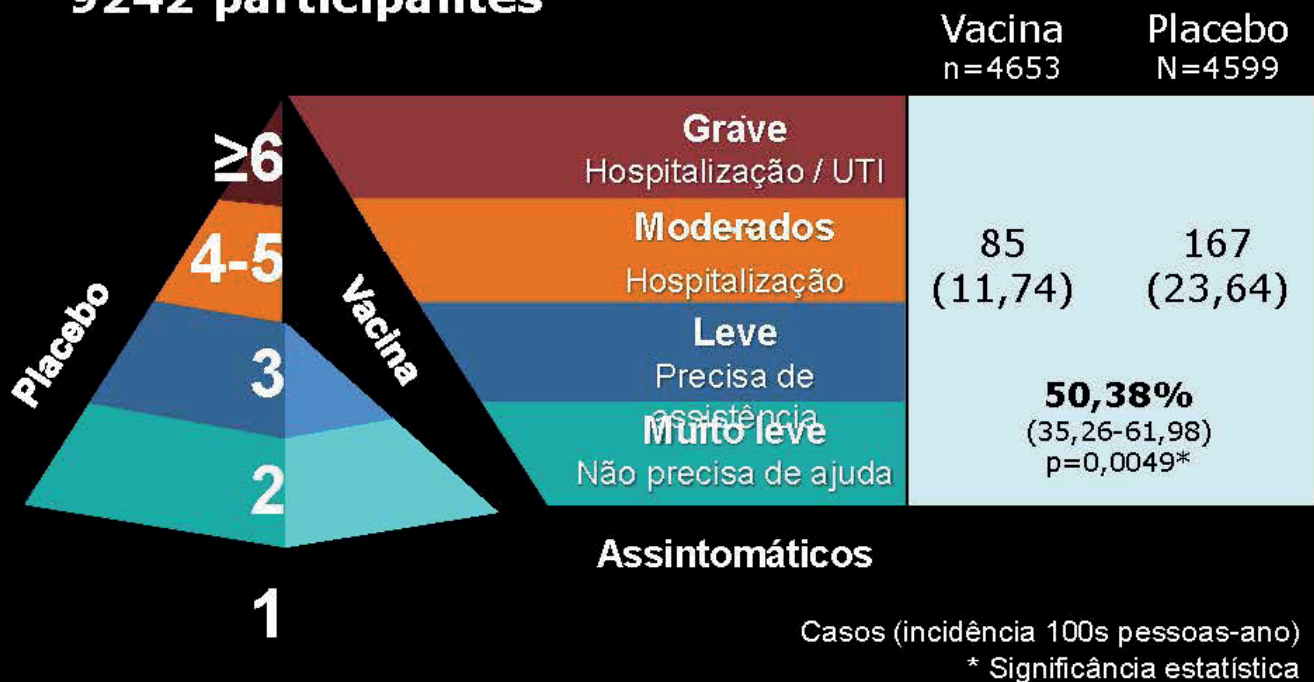 9242 participantes
Vacina
n=4653
Placebo
N=4599
≥6
4-5
3
2
1
Placebo
Vacina
Grave
Hospitalização / UTI
Moderados
Hospitalização
Leve
Precisa de
assistência
Muito leve
Não precisa de ajuda
Assintomáticos
85
(11,74)
167
(23,64)
50,38%
(35,26-61,98)
p=0,0049*
Casos (incidência 100s pessoas-ano)
* Significância estatística